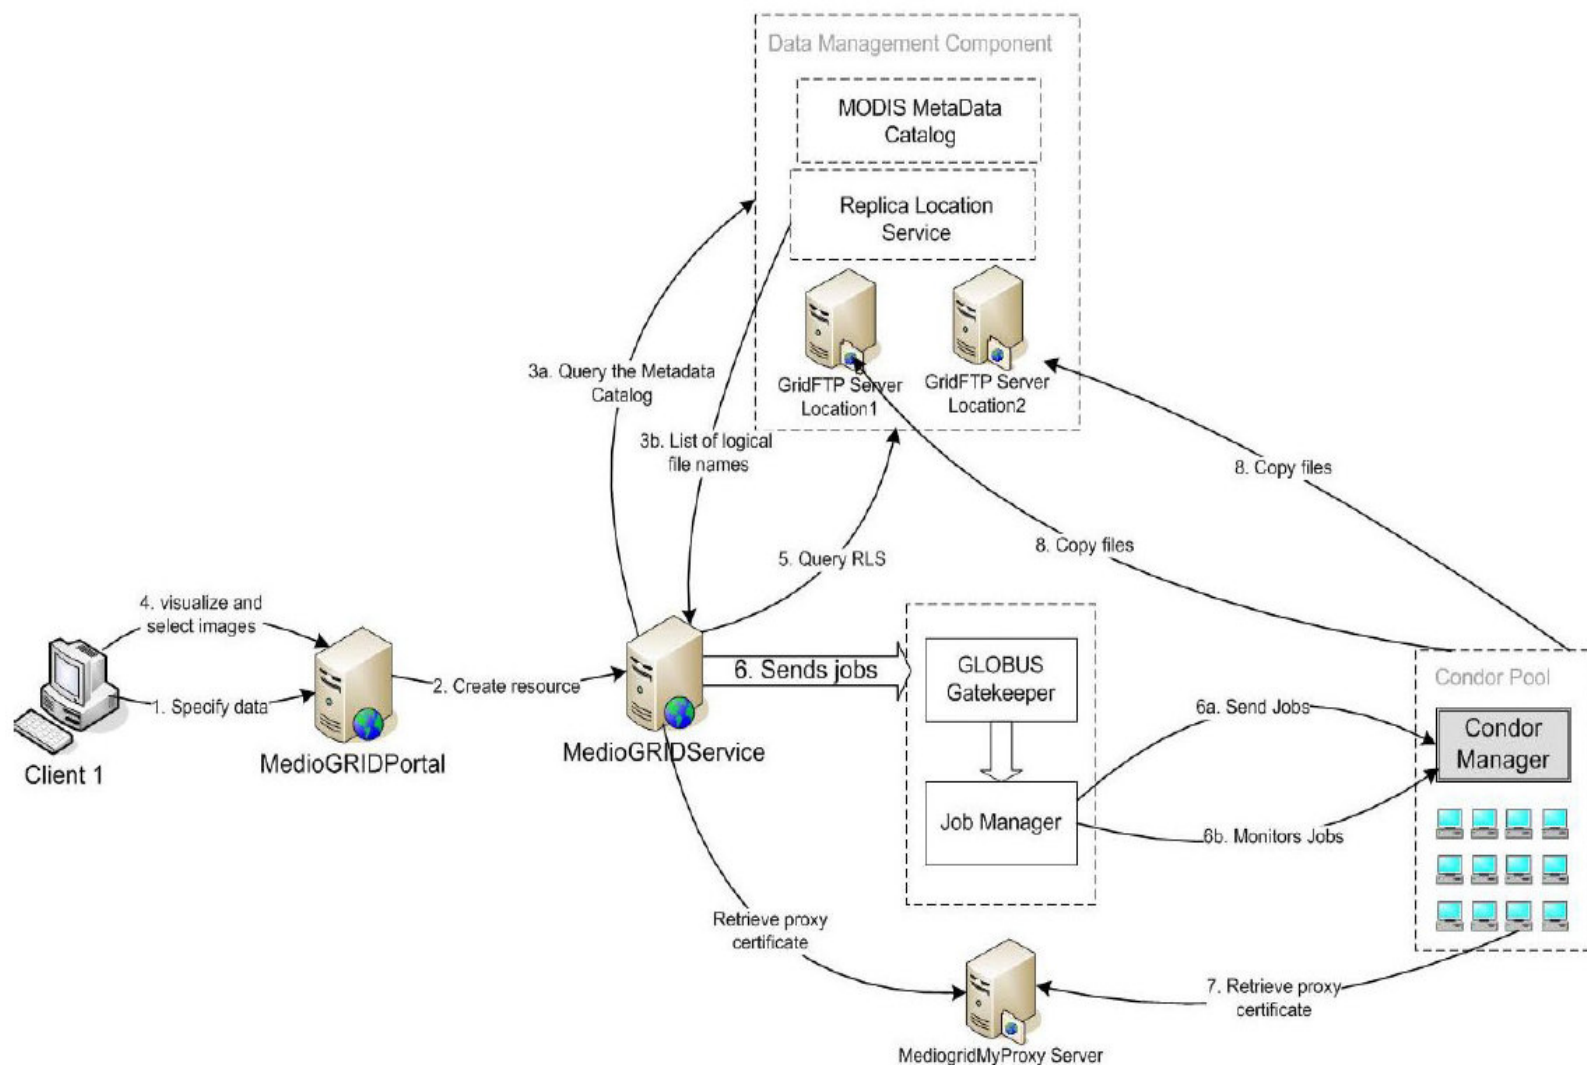 Data Management Component
MODIS MetaData
Catalog
Replica Location
Service
GridFTP Server
Location1
GridFTP Server
Location2
3a. Query the Metadata
Catalog
3b. List of logical
file names
8. Copy files
8. Copy files
5. Query RLS
4. visualize and
select images
1. Specify data
2. Create resource
6. Sends jobs
GLOBUS
Gatekeeper
Job Manager
6a. Send Jobs
6b. Monitors Jobs
Condor Pool
Condor
Manager
Client 1
MedioGRIDPortal
MedioGRIDService
Retrieve proxy
certificate
7. Retrieve proxy
certificate
MediogridMyProxy Server